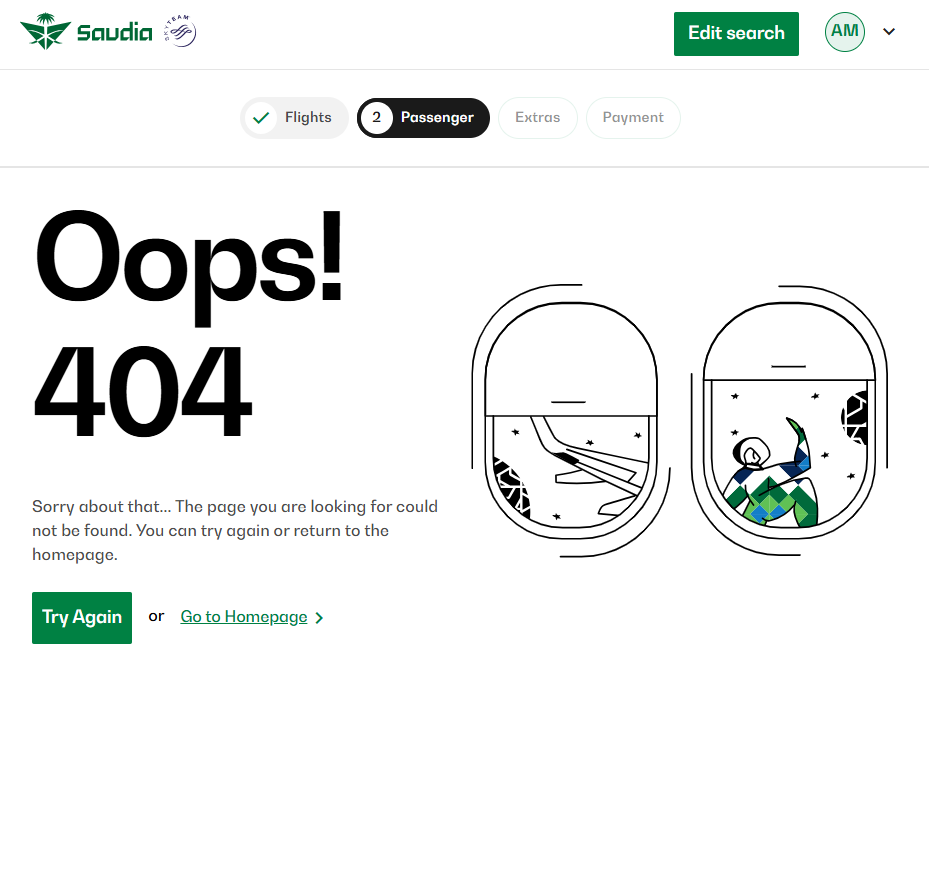 Saudia
SKYTEAM
Edit search
AM
Flights
2
Passenger
Extras
Payment
Oops!
404
Sorry about that... The page you are looking for could
not be found. You can try again or return to the
homepage.
Try Again
or
Go to Homepage